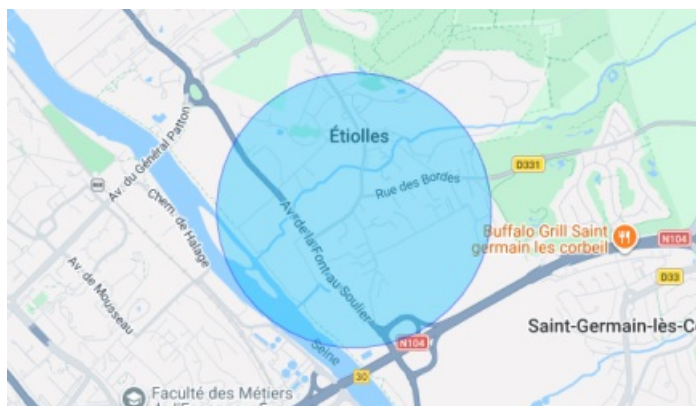 Étiolles
Av. du Général Patton
D331
Rue des Bordes
Chem. de Halage
Av. de la Font au Soulier
Buffalo Grill Saint
germain les corbeil
N104
Av. de Mousseau
D33
Saint-Germain-lès-C
Seine
N104
30
Faculté des Métiers